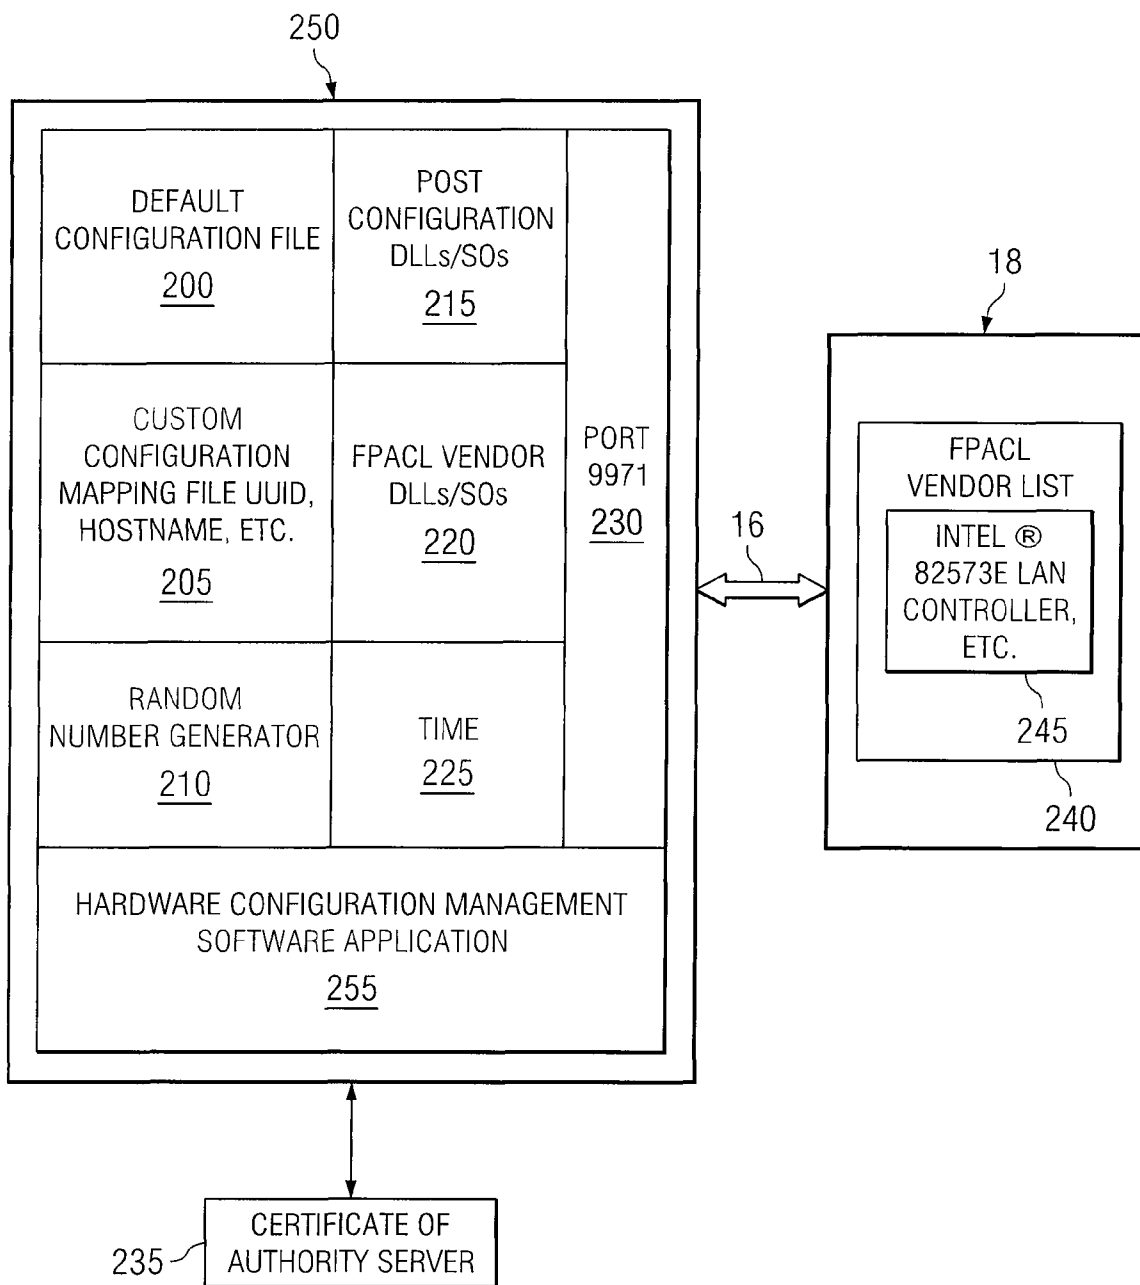 250
DEFAULT
CONFIGURATION FILE
200
POST
CONFIGURATION
DLLs/SOs
215
CUSTOM
CONFIGURATION
MAPPING FILE UUID,
HOSTNAME, ETC.
205
FPACL VENDOR
DLLs/SOs
220
PORT
9971
230
RANDOM
NUMBER GENERATOR
210
TIME
225
HARDWARE CONFIGURATION MANAGEMENT
SOFTWARE APPLICATION
255
16
18
FPACL
VENDOR LIST
INTEL ®
82573E LAN
CONTROLLER,
ETC.
245
240
CERTIFICATE OF
AUTHORITY SERVER
235